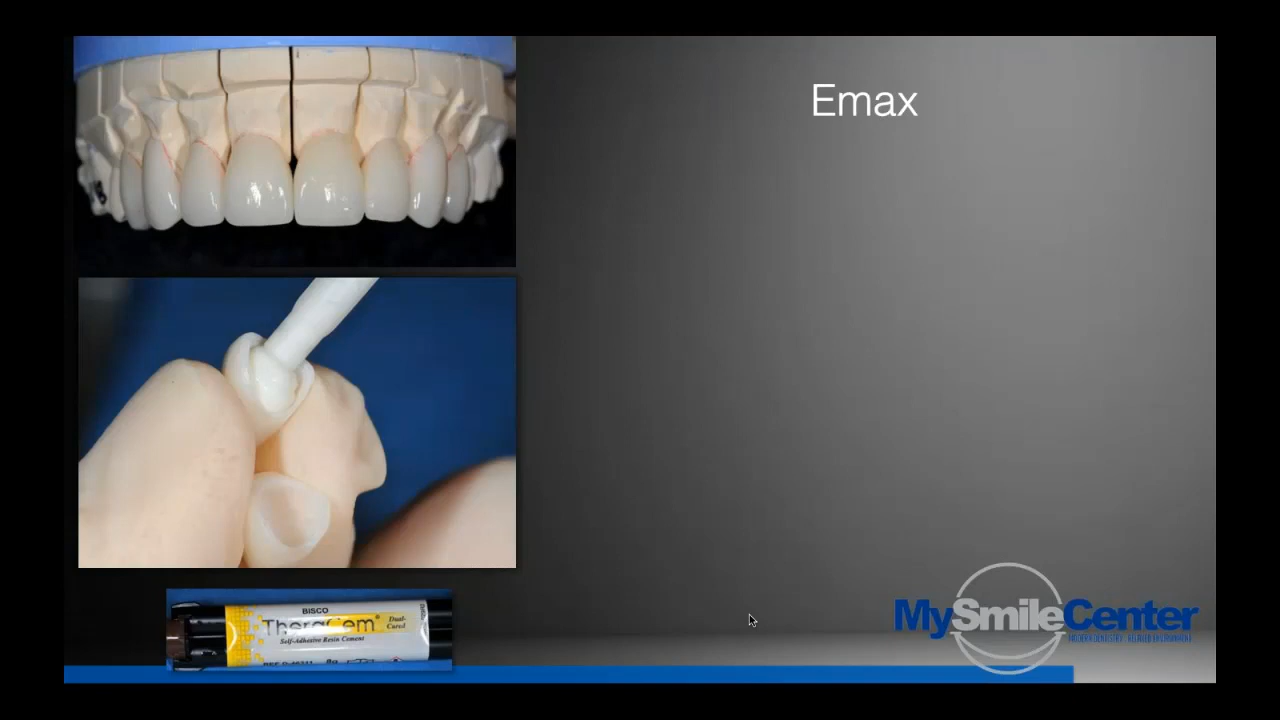 Emax
BISCO
TheraCem® Dual-
Cured
Self-Adhesive Resin Cement
MySmileCenter